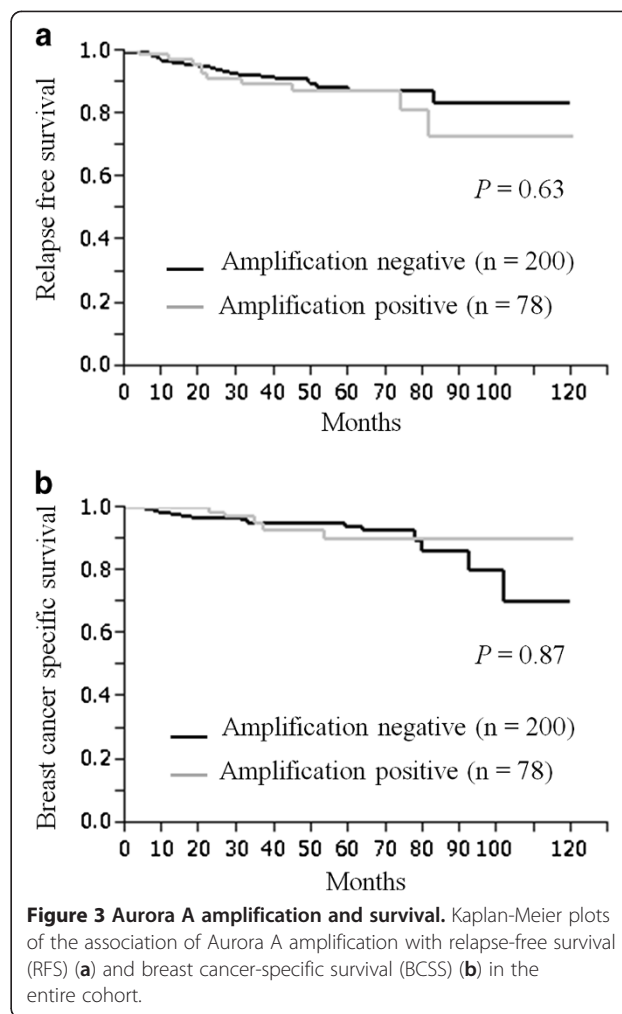 a
1.0
0.8
0.6
0.4
0.2
0.0
Relapse free survival
P = 0.63
Amplification negative (n = 200)
Amplification positive (n = 78)
0 10 20 30 40 50 60 70 80 90 100 120
Months
b
1.0
0.8
0.6
0.4
0.2
0.0
Breast cancer specific survival
P = 0.87
Amplification negative (n = 200)
Amplification positive (n = 78)
0 10 20 30 40 50 60 70 80 90 100 120
Months
Figure 3 Aurora A amplification and survival. Kaplan-Meier plots
of the association of Aurora A amplification with relapse-free survival
(RFS) (a) and breast cancer-specific survival (BCSS) (b) in the
entire cohort.